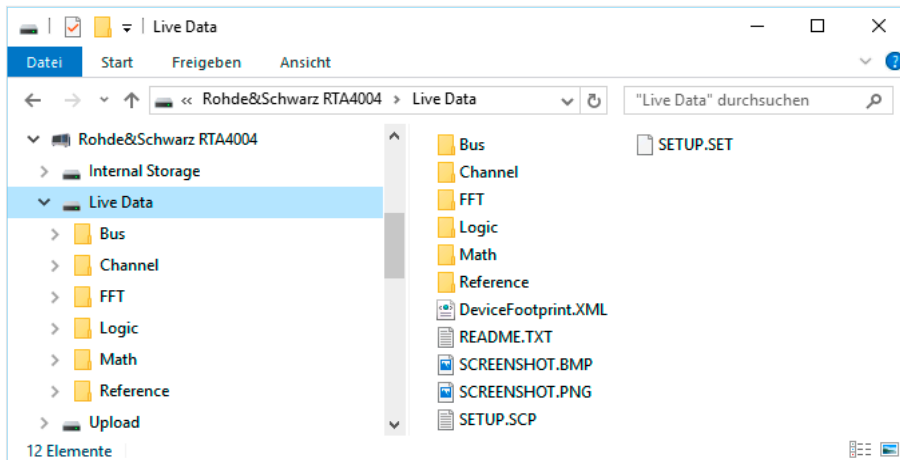 Live Data
Datei Start Freigeben Ansicht ?
« Rohde&Schwarz RTA4004 > Live Data "Live Data" durchsuchen
Rohde&Schwarz RTA4004
Internal Storage
Live Data
Bus
Channel
FFT
Logic
Math
Reference
Upload
Bus
Channel
FFT
Logic
Math
Reference
DeviceFootprint.XML
README.TXT
SCREENSHOT.BMP
SCREENSHOT.PNG
SETUP.SCP
SETUP.SET
12 Elemente